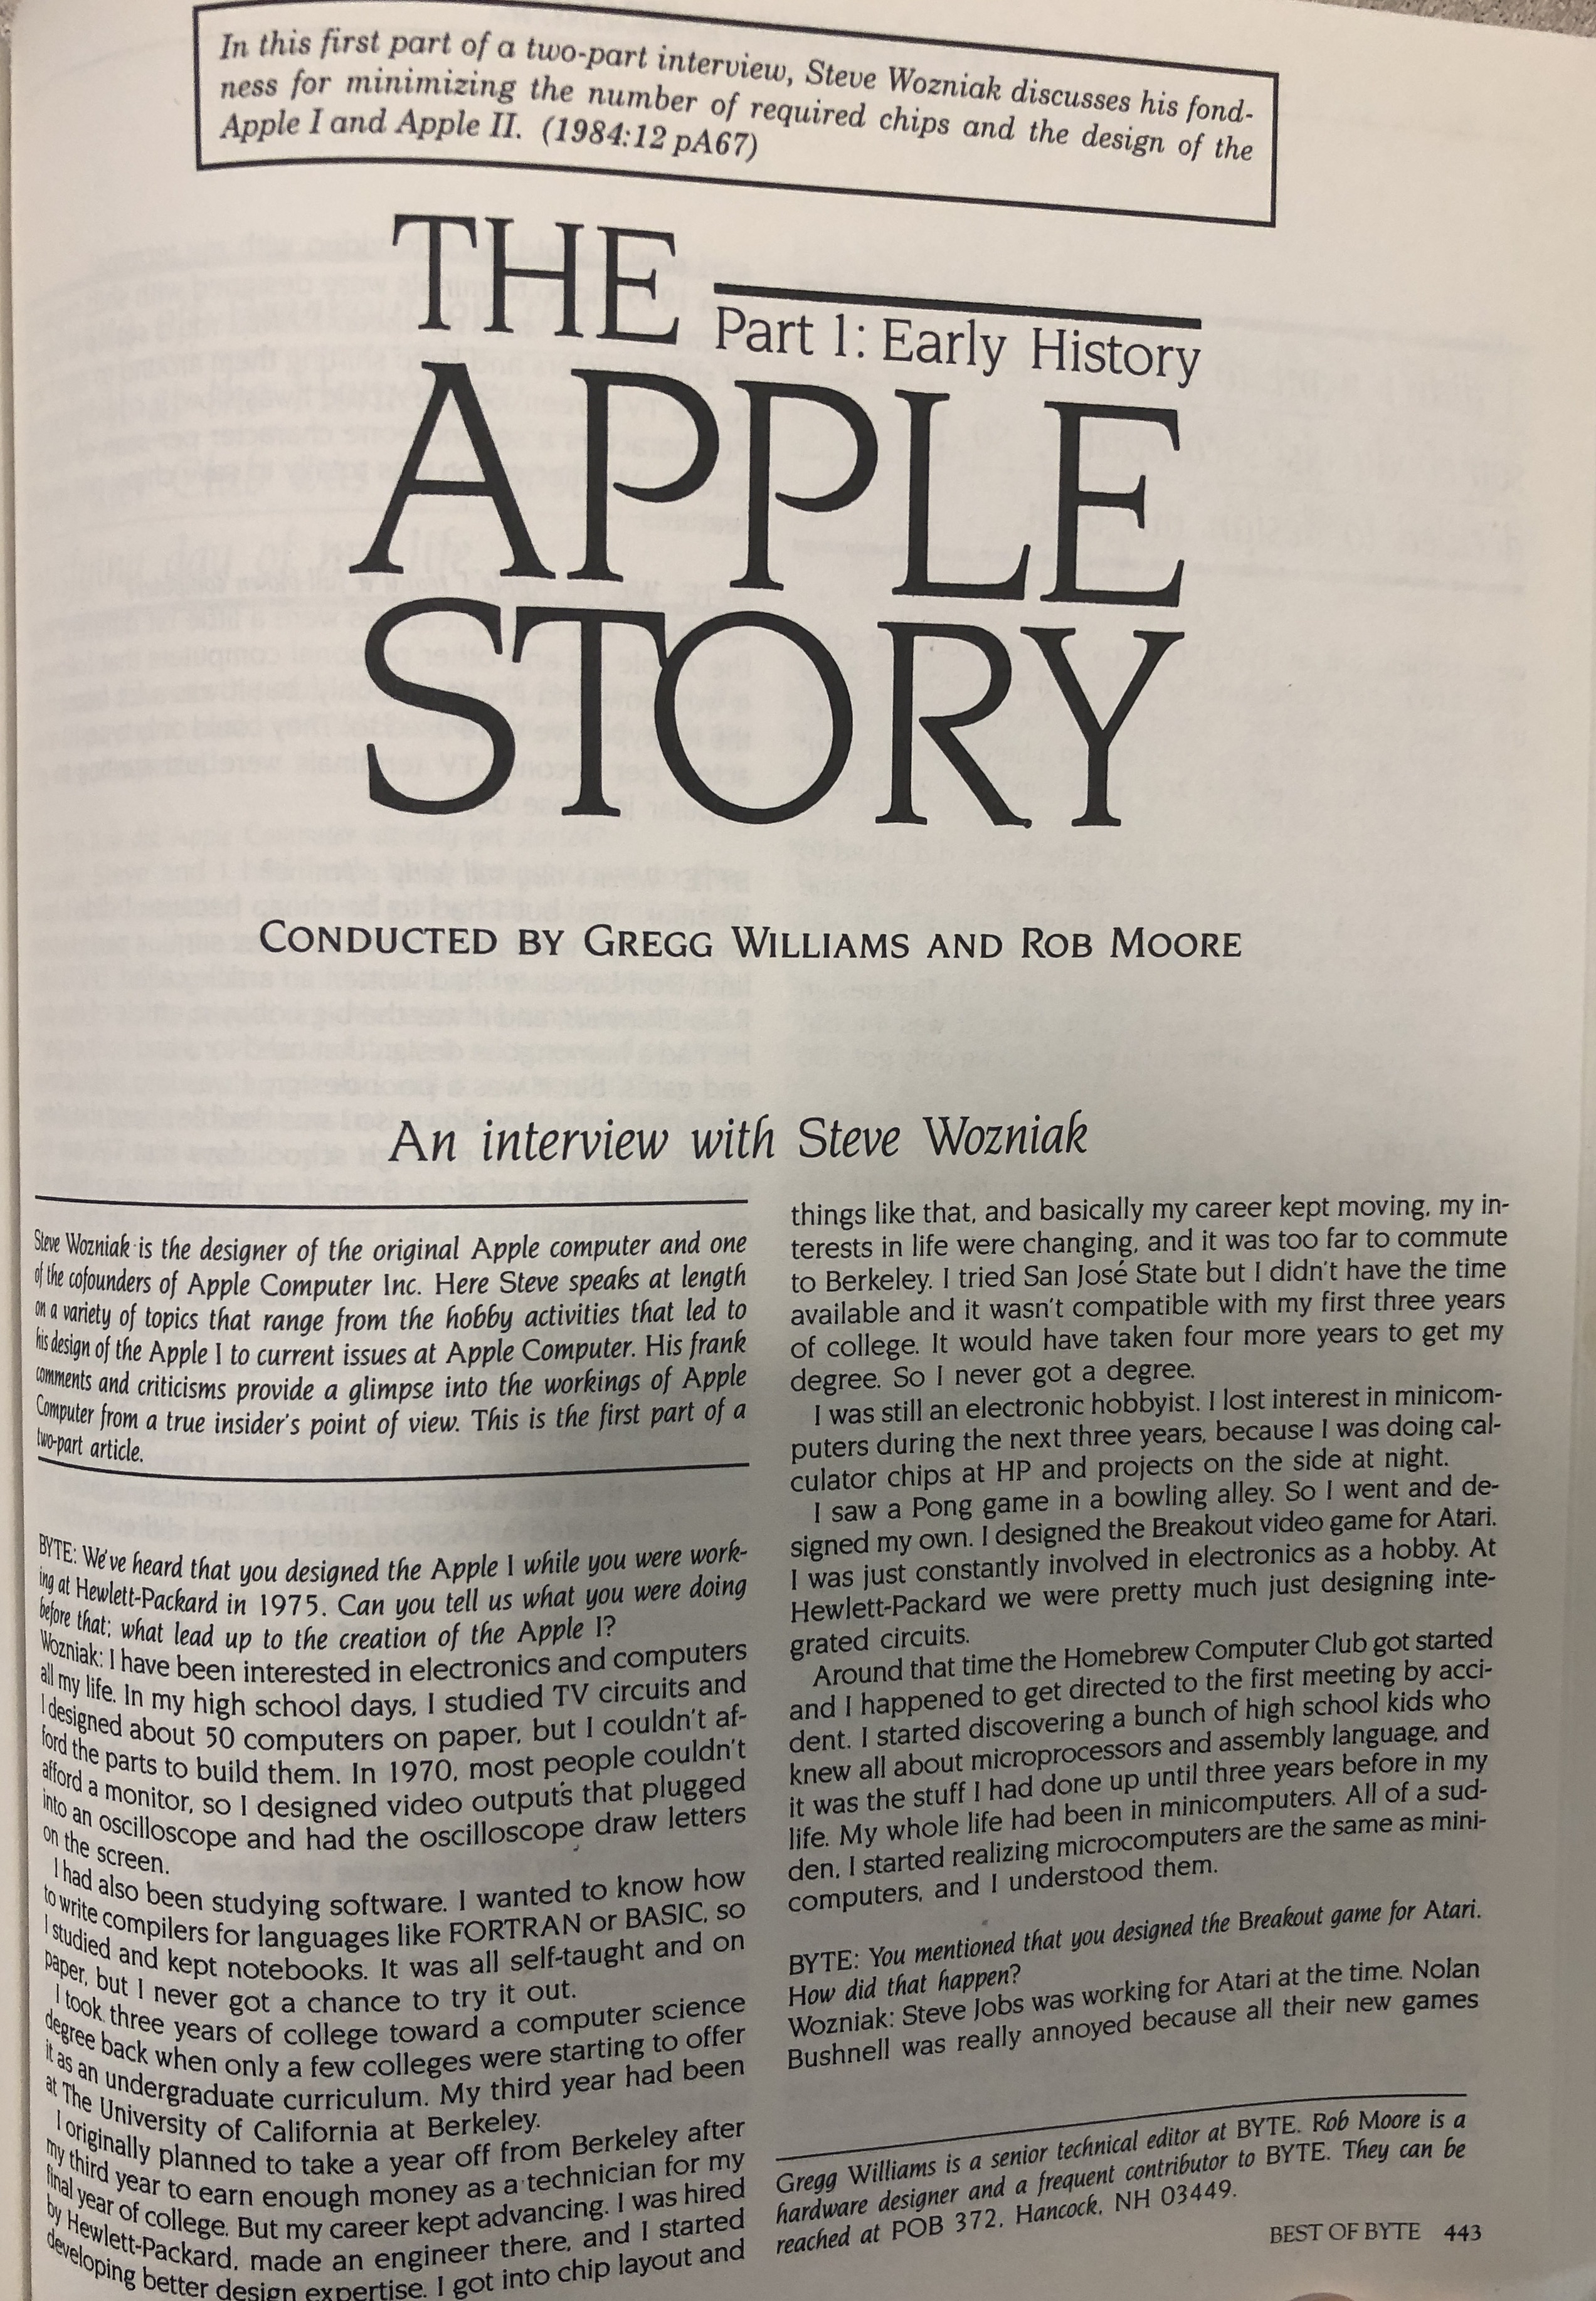 In this first part of a two-part interview, Steve Wozniak discusses his fond-
ness for minimizing the number of required chips and the design of the
Apple I and Apple II. (1984:12 pA67)
THE
Part 1: Early History
APPLE
STORY
CONDUCTED BY GREGG WILLIAMS AND ROB MOORE
An interview with Steve Wozniak
Steve Wozniak is the designer of the original Apple computer and one
of the cofounders of Apple Computer Inc. Here Steve speaks at length
on a variety of topics that range from the hobby activities that led to
his design of the Apple I to current issues at Apple Computer. His frank
comments and criticisms provide a glimpse into the workings of Apple
Computer from a true insider's point of view. This is the first part of a
two-part article.
BYTE: We've heard that you designed the Apple I while you were work-
ing at Hewlett-Packard in 1975. Can you tell us what you were doing
before that; what lead up to the creation of the Apple I?
Wozniak: I have been interested in electronics and computers
all my life. In my high school days, I studied TV circuits and
I designed about 50 computers on paper, but I couldn't af-
ford the parts to build them. In 1970, most people couldn't
afford a monitor, so I designed video outputs that plugged
into an oscilloscope and had the oscilloscope draw letters
on the screen.
I had also been studying software. I wanted to know how
to write compilers for languages like FORTRAN or BASIC, so
I studied and kept notebooks. It was all self-taught and on
paper, but I never got a chance to try it out.
I took three years of college toward a computer science
degree back when only a few colleges were starting to offer
it as an undergraduate curriculum. My third year had been
at The University of California at Berkeley.
I originally planned to take a year off from Berkeley after
my third year to earn enough money as a technician for my
final year of college. But my career kept advancing. I was hired
by Hewlett-Packard, made an engineer there, and I started
developing better design expertise. I got into chip layout and
things like that, and basically my career kept moving, my in-
terests in life were changing, and it was too far to commute
to Berkeley. I tried San José State but I didn't have the time
available and it wasn't compatible with my first three years
of college. It would have taken four more years to get my
degree. So I never got a degree.
I was still an electronic hobbyist. I lost interest in minicom-
puters during the next three years, because I was doing cal-
culator chips at HP and projects on the side at night.
I saw a Pong game in a bowling alley. So I went and de-
signed my own. I designed the Breakout video game for Atari.
I was just constantly involved in electronics as a hobby. At
Hewlett-Packard we were pretty much just designing inte-
grated circuits.
Around that time the Homebrew Computer Club got started
and I happened to get directed to the first meeting by acci-
dent. I started discovering a bunch of high school kids who
knew all about microprocessors and assembly language, and
it was the stuff I had done up until three years before in my
life. My whole life had been in minicomputers. All of a sud-
den, I started realizing microcomputers are the same as mini-
computers, and I understood them.
BYTE: You mentioned that you designed the Breakout game for Atari.
How did that happen?
Wozniak: Steve Jobs was working for Atari at the time. Nolan
Bushnell was really annoyed because all their new games
Gregg Williams is a senior technical editor at BYTE. Rob Moore is a
hardware designer and a frequent contributor to BYTE. They can be
reached at POB 372, Hancock, NH 03449.
BEST OF BYTE 443